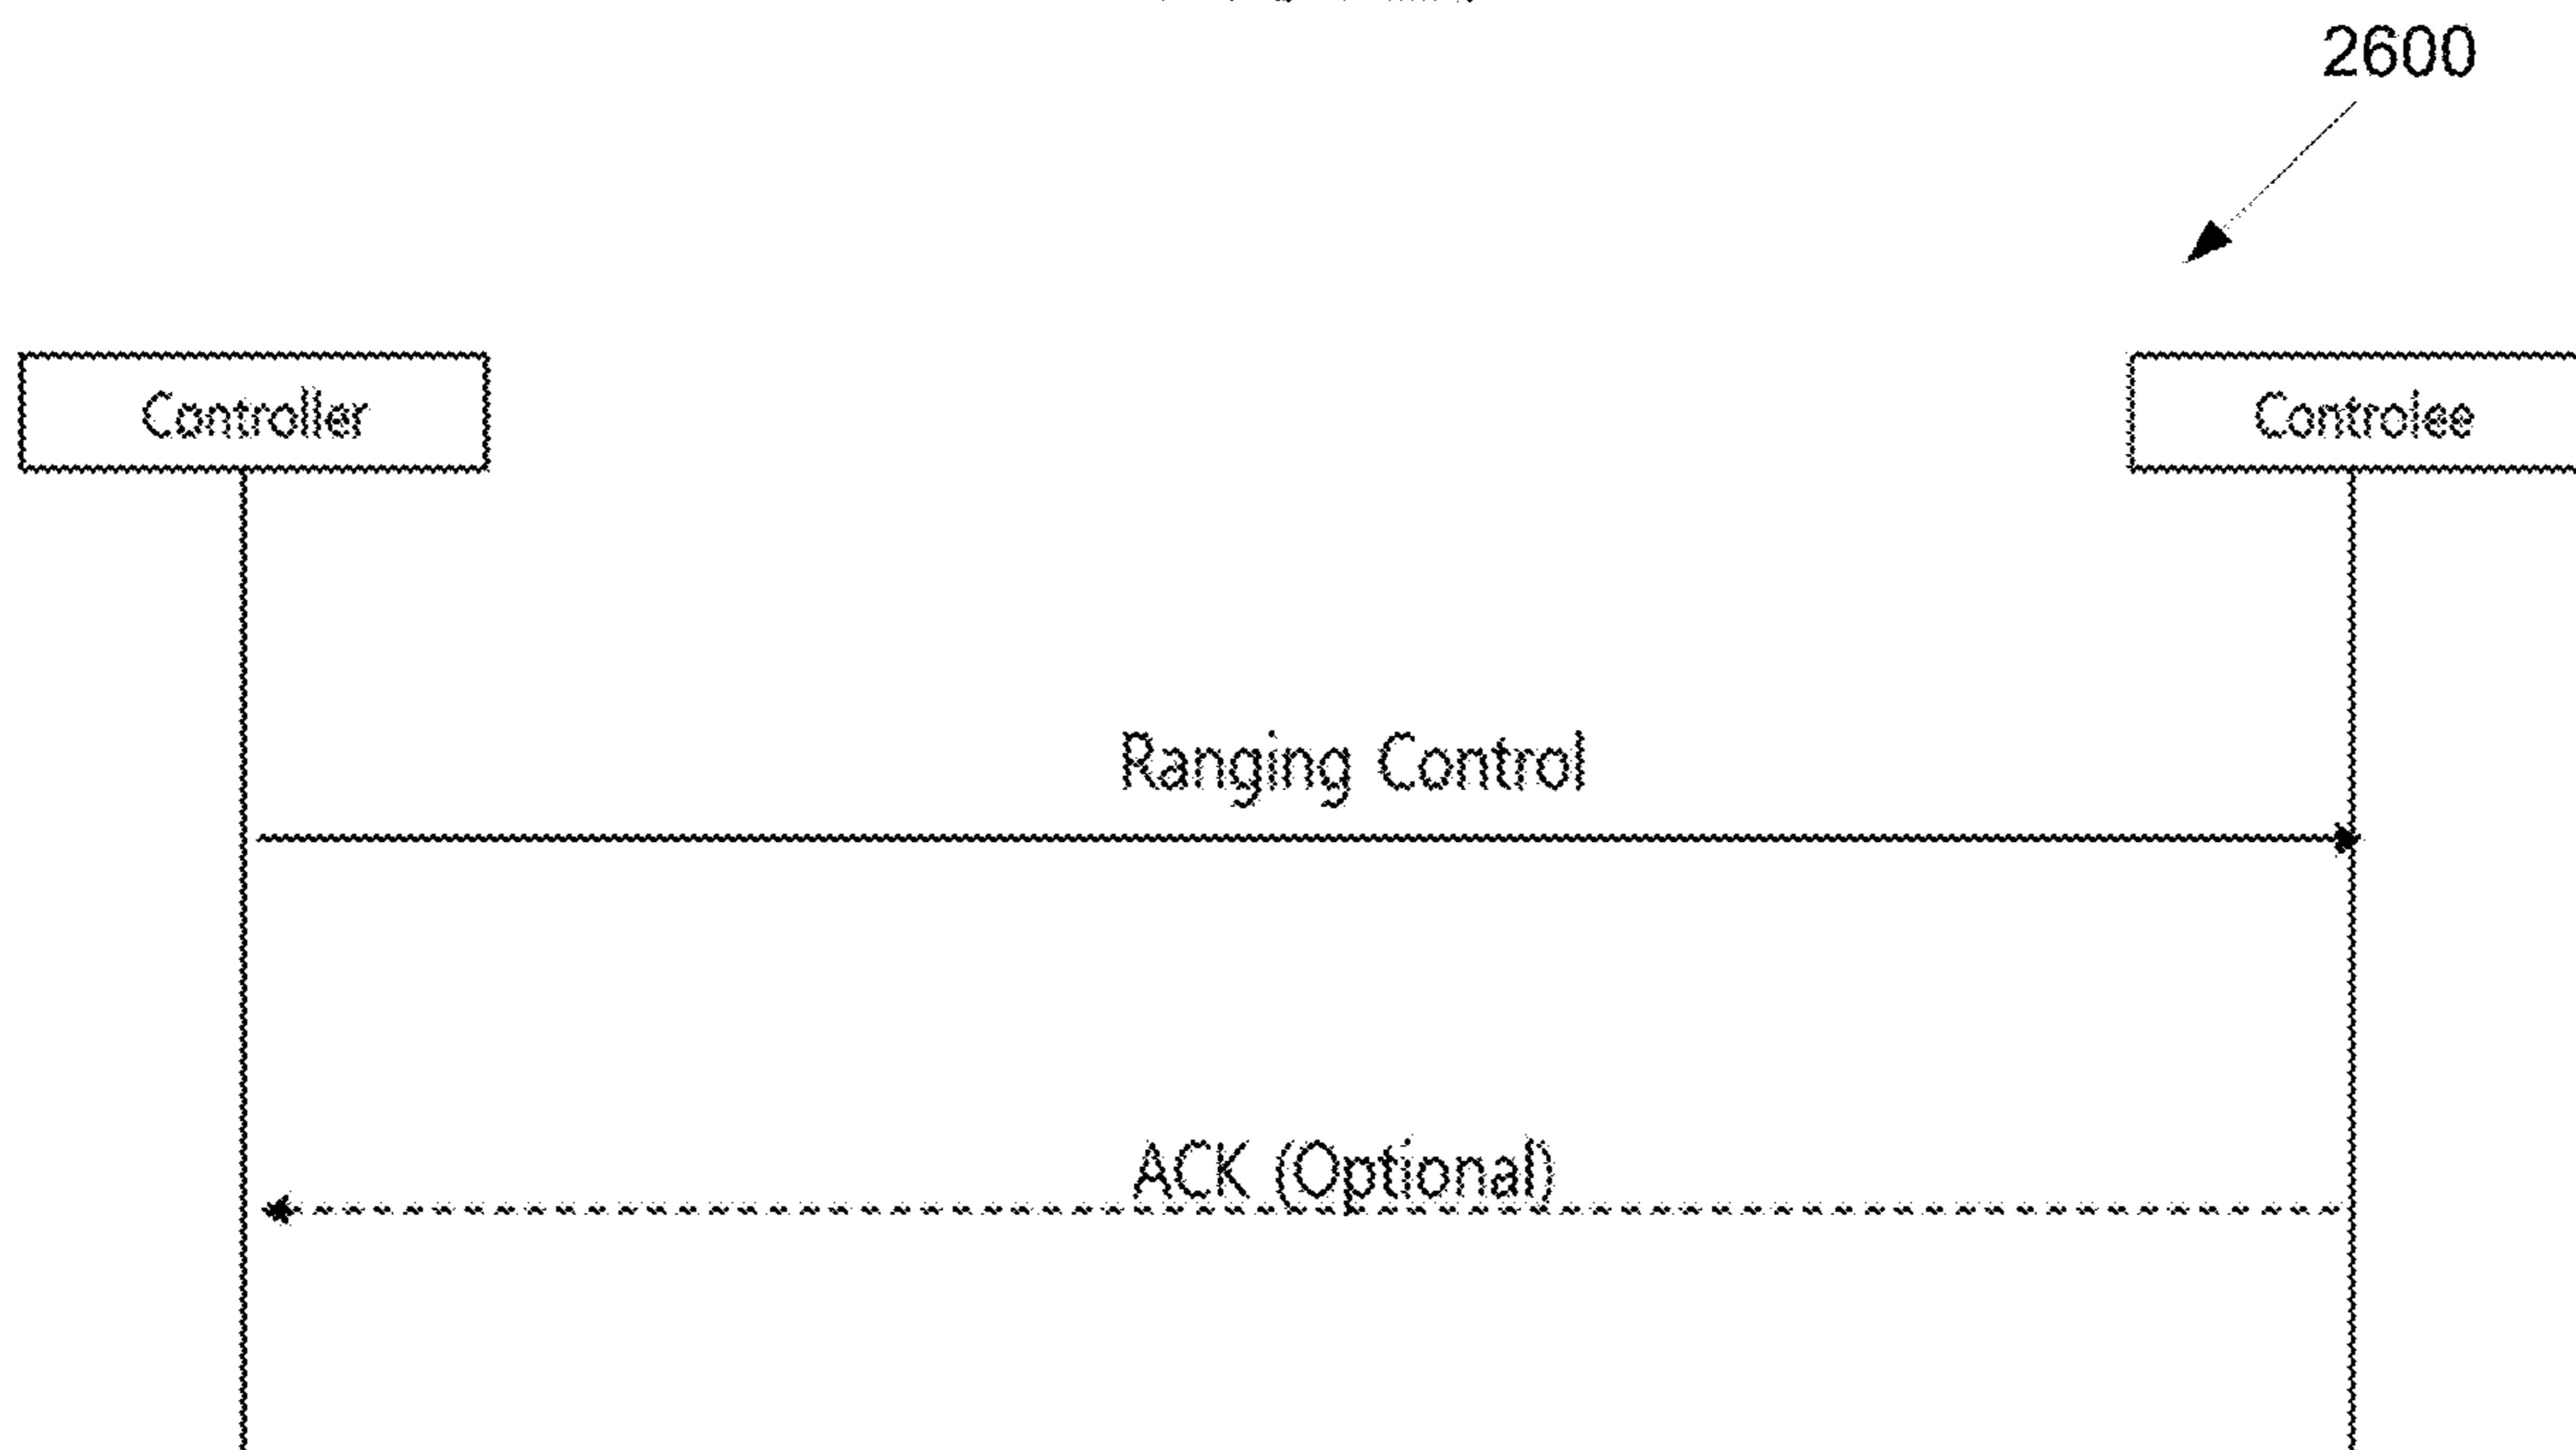 2600
Controller
Controlee
Ranging Control
ACK (Optional)